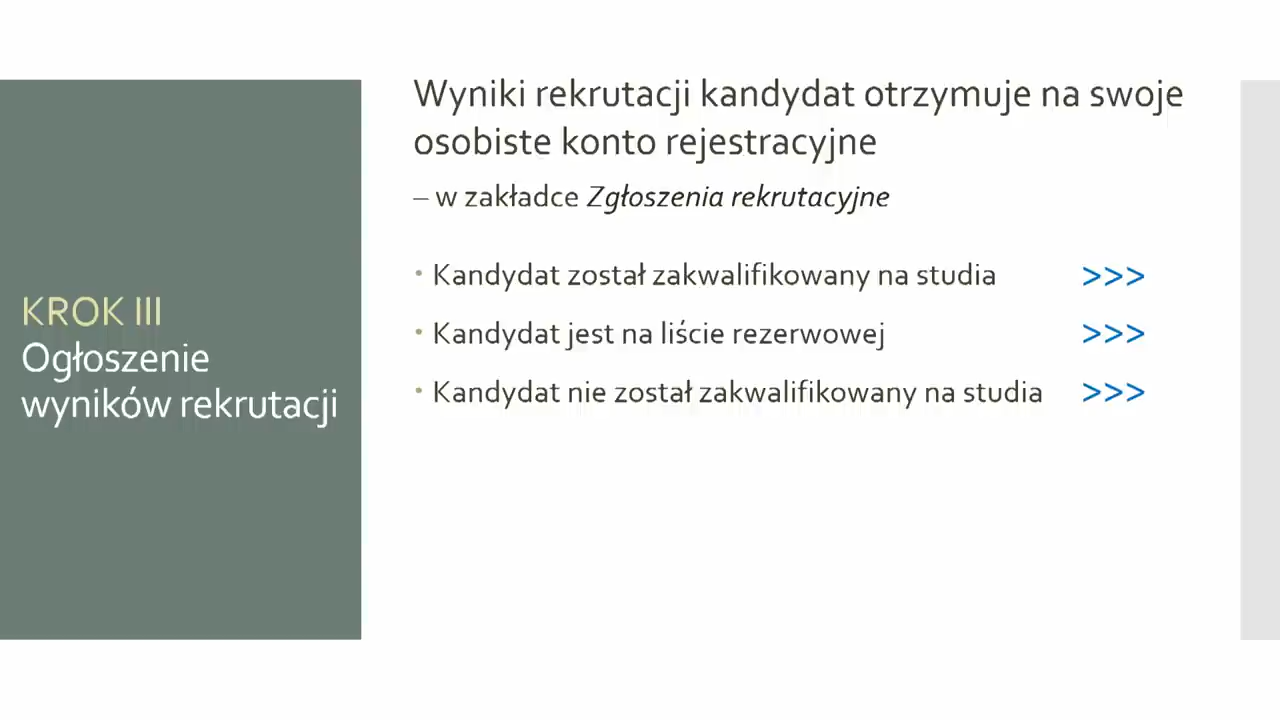 KROK III
Ogłoszenie
wyników rekrutacji
Wyniki rekrutacji kandydat otrzymuje na swoje
osobiste konto rejestracyjne
– w zakładce Zgłoszenia rekrutacyjne
• Kandydat został zakwalifikowany na studia >>>
• Kandydat jest na liście rezerwowej >>>
• Kandydat nie został zakwalifikowany na studia >>>